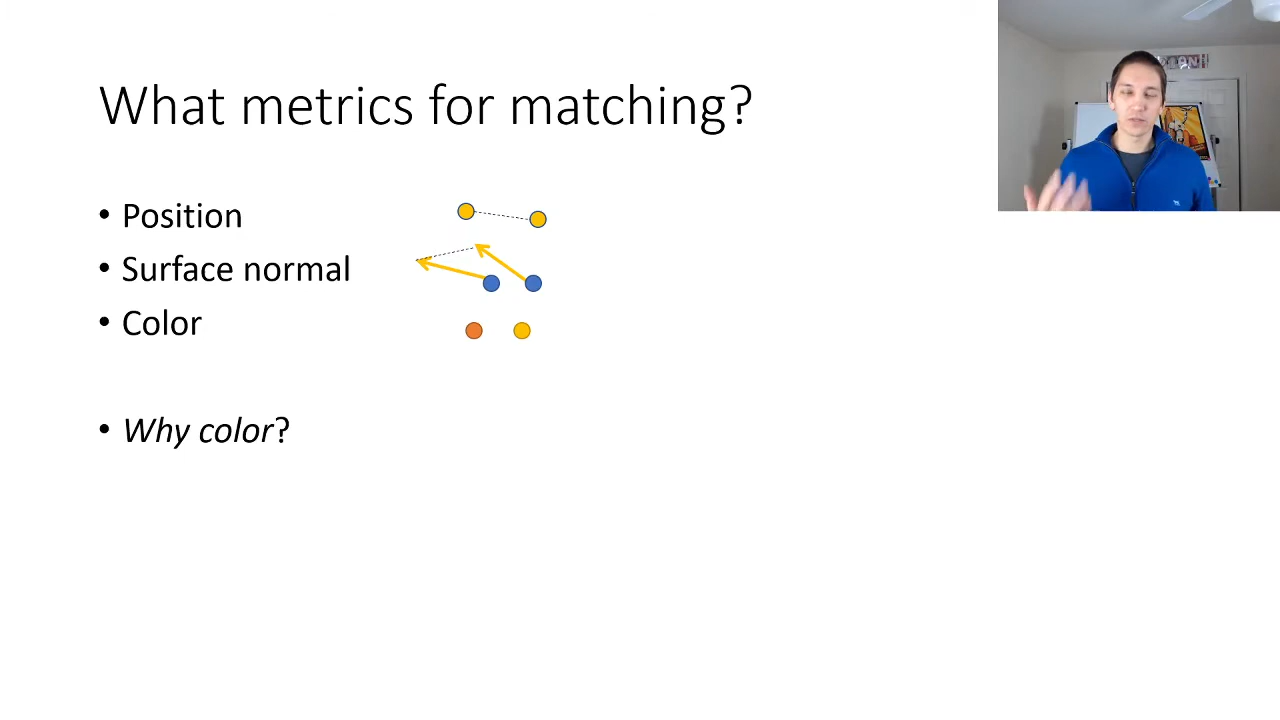 What metrics for matching?
• Position
• Surface normal
• Color
• Why color?